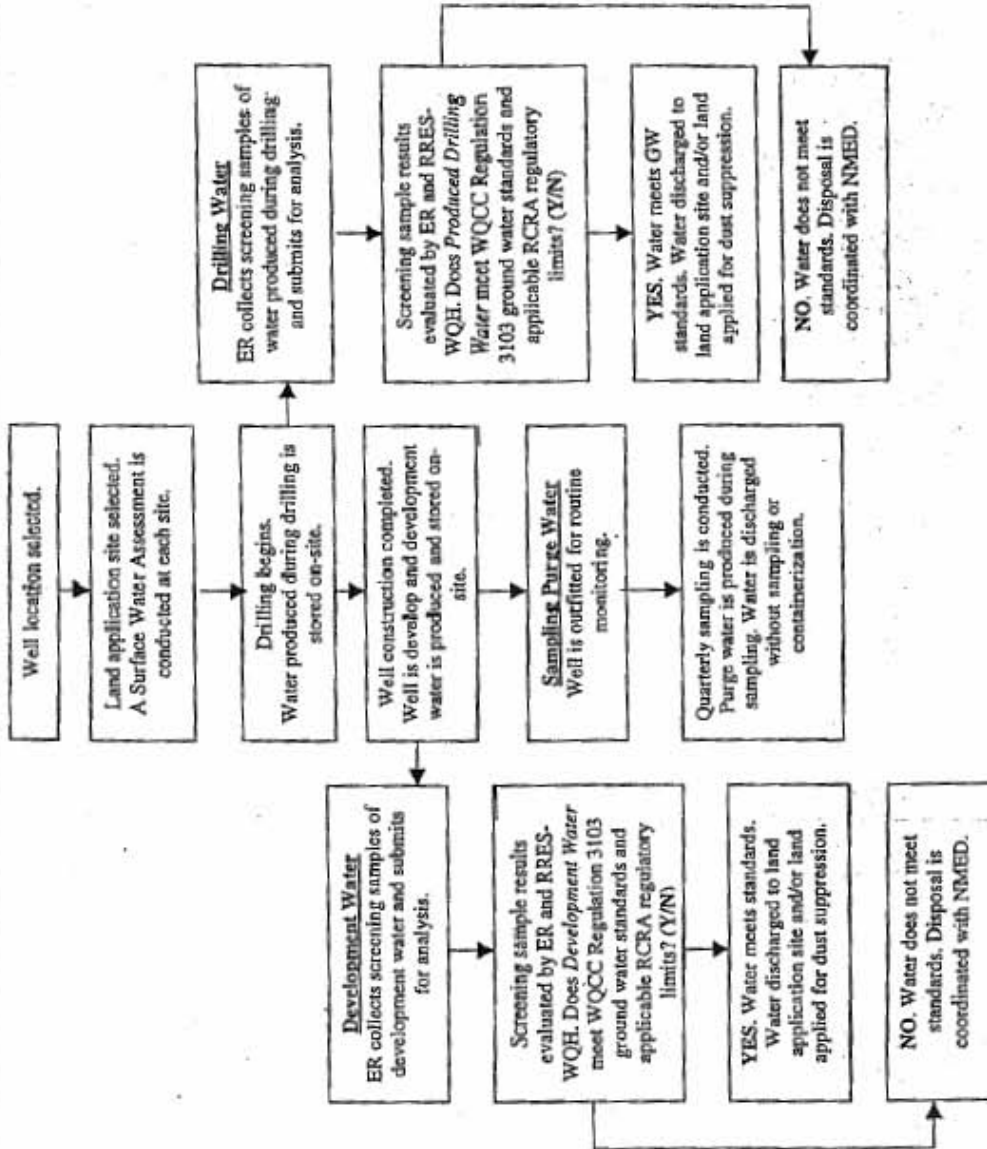 Well location selected.
Land application site selected.
A Surface Water Assessment is
conducted at each site.
Drilling begins.
Water produced during drilling is
stored on-site.
Drilling Water
ER collects screening samples of
water produced during drilling
and submits for analysis.
Screening sample results
evaluated by ER and RRES-
WQH. Does Produced Drilling
Water meet WQCC Regulation
3103 ground water standards and
applicable RCRA regulatory
limits? (Y/N)
YES. Water meets GW
standards. Water discharged to
land application site and/or land
applied for dust suppression.
NO. Water does not meet
standards. Disposal is
coordinated with NMED.
Well construction completed.
Well is develop and development
water is produced and stored on-
site.
Sampling Purge Water
Well is outfitted for routine
monitoring.
Quarterly sampling is conducted.
Purge water is produced during
sampling. Water is discharged
without sampling or
containerization.
Development Water
ER collects screening samples of
development water and submits
for analysis.
Screening sample results
evaluated by ER and RRES-
WQH. Does Development Water
meet WQCC Regulation 3103
ground water standards and
applicable RCRA regulatory
limits? (Y/N)
YES. Water meets standards.
Water discharged to land
application site and/or land
applied for dust suppression.
NO. Water does not meet
standards. Disposal is
coordinated with NMED.